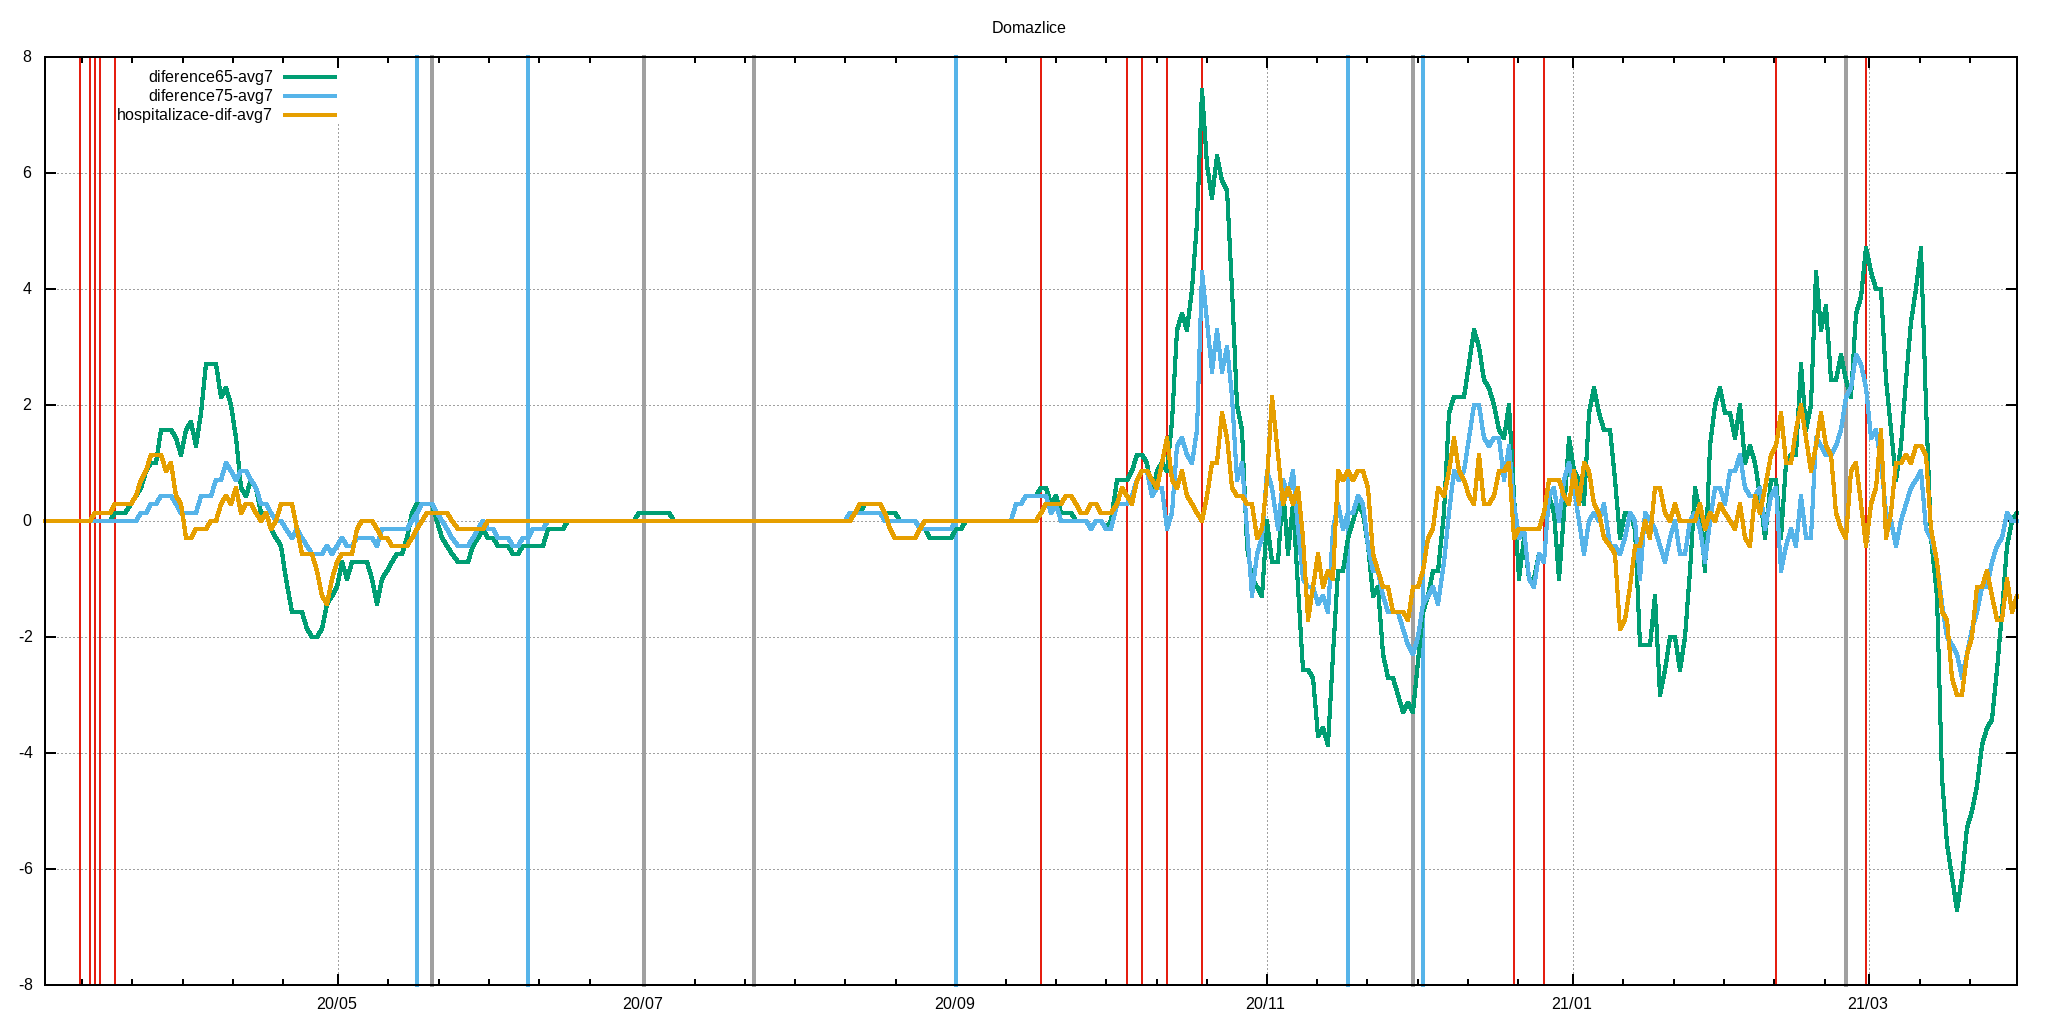 Domazlice
8
diference65-avg7
diference75-avg7
hospitalizace-dif-avg7
6
4
2
0
-2
-4
-6
-8
20/05 20/07 20/09 20/11 21/01 21/03